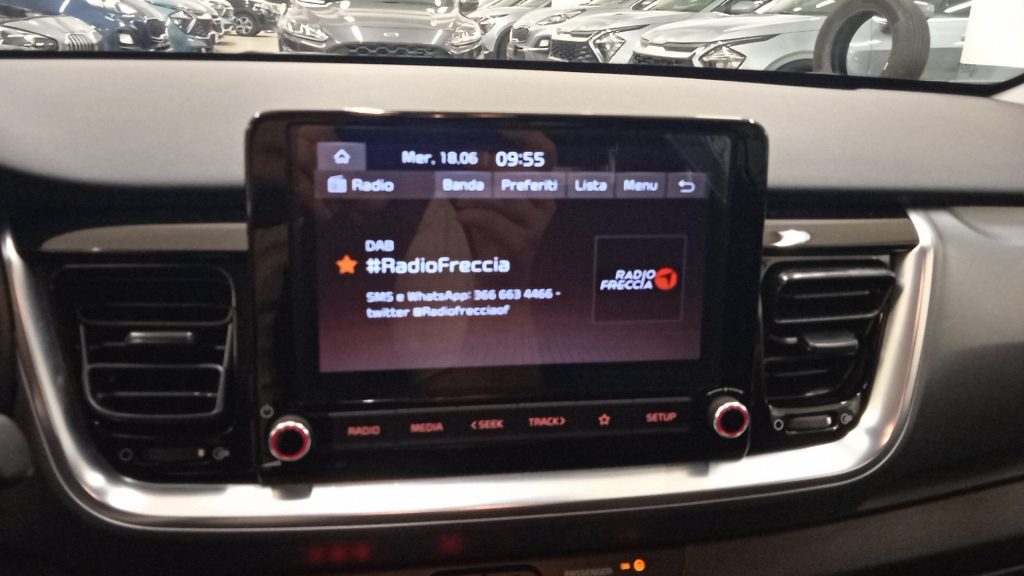 Mer. 18.06 09:55
Radio Banda Preferiti Lista Menu
DAB
#RadioFreccia
SMS e WhatsApp: 366 663 4466 -
twitter @Radiofrecciaof
RADIO
FRECCIA
RADIO MEDIA <SEEK TRACK> SETUP
PASSENGER